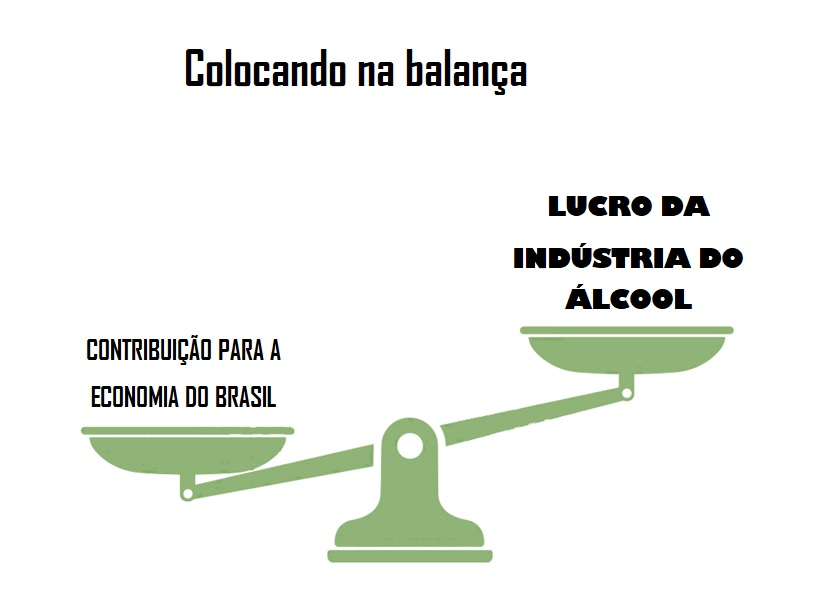 Colocando na balança
LUCRO DA
INDÚSTRIA DO
ÁLCOOL
CONTRIBUIÇÃO PARA A
ECONOMIA DO BRASIL